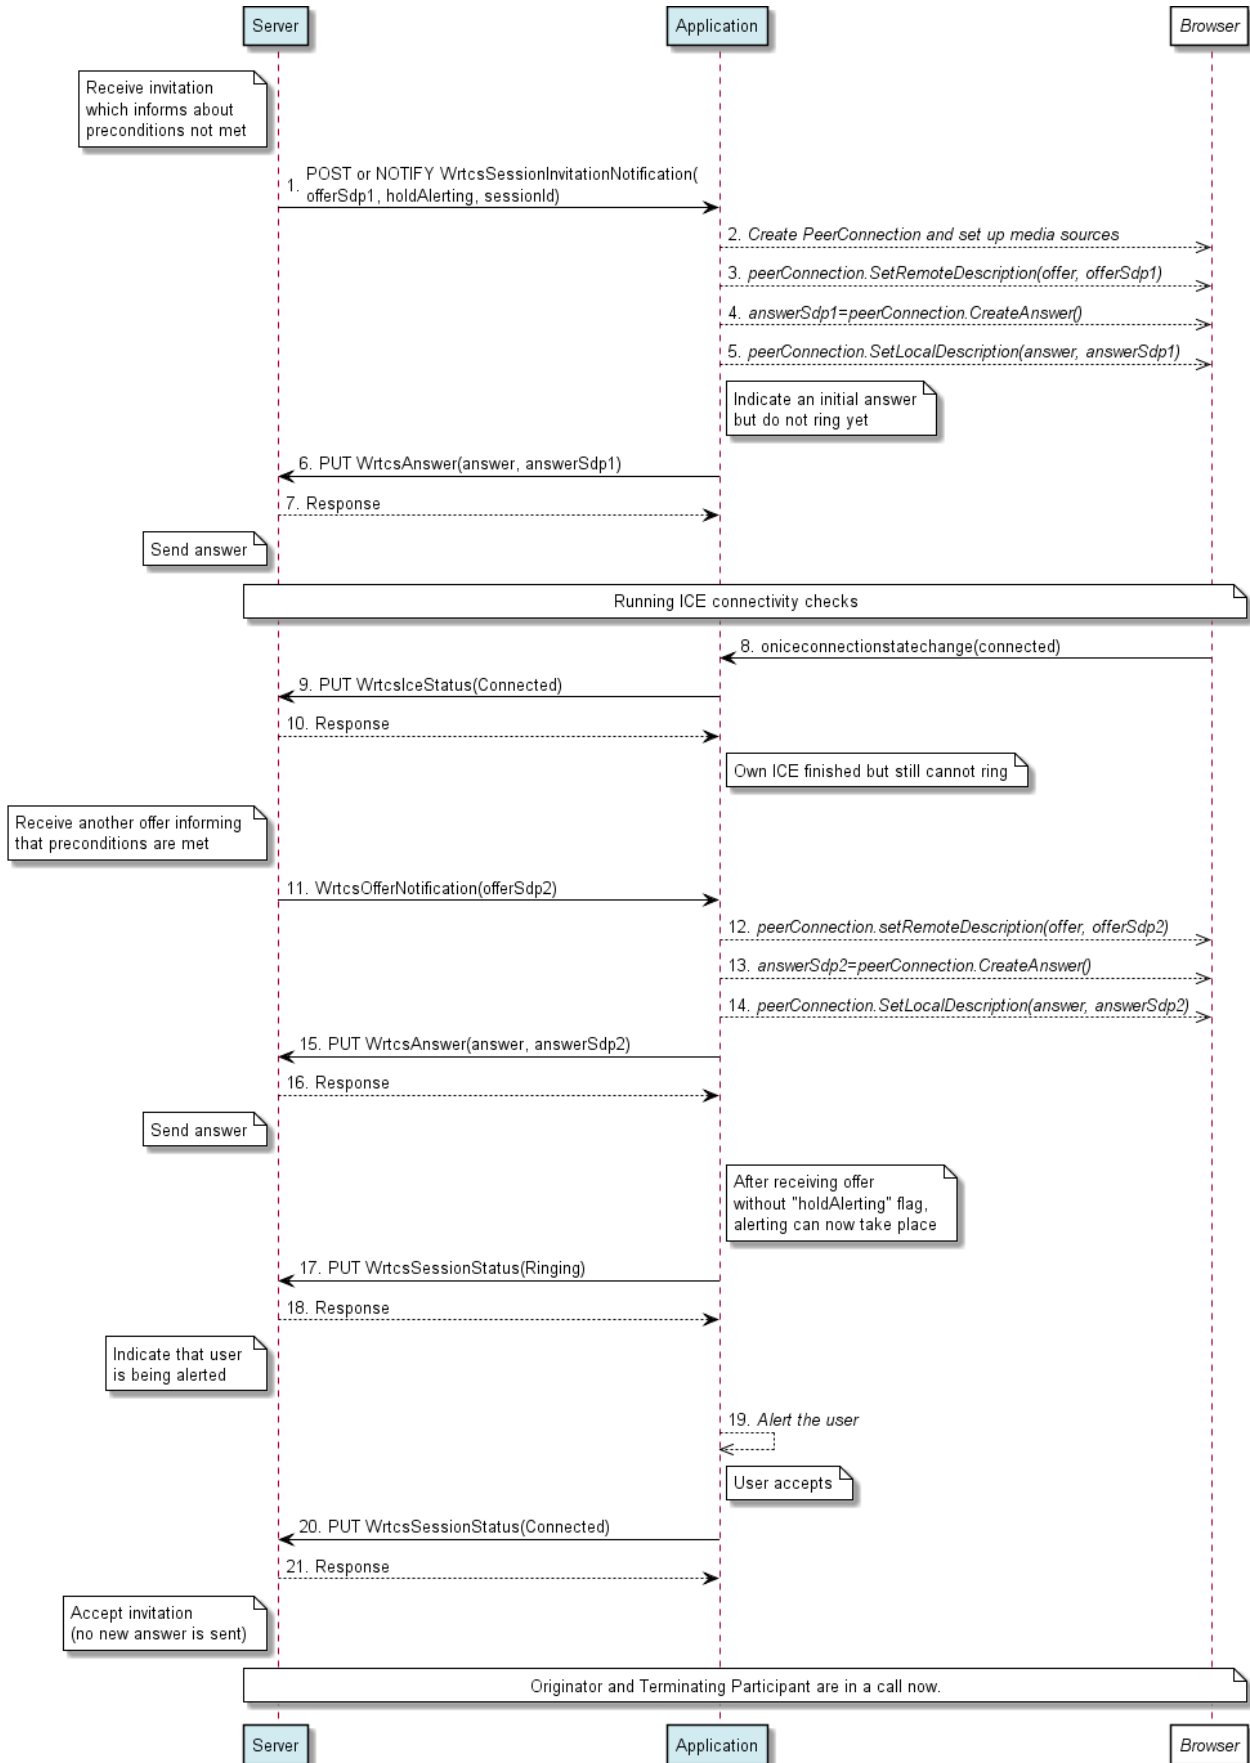 Server
Application
Browser
Receive invitation
which informs about
preconditions not met
1. POST or NOTIFY WrtcsSessionInvitationNotification(
offerSdp1, holdAlerting, sessionId)
2. Create PeerConnection and set up media sources
3. peerConnection.SetRemoteDescription(offer, offerSdp1)
4. answerSdp1=peerConnection.CreateAnswer()
5. peerConnection.SetLocalDescription(answer, answerSdp1)
Indicate an initial answer
but do not ring yet
6. PUT WrtcsAnswer(answer, answerSdp1)
7. Response
Send answer
Running ICE connectivity checks
8. oniceconnectionstatechange(connected)
9. PUT WrtcsIceStatus(Connected)
10. Response
Own ICE finished but still cannot ring
Receive another offer informing
that preconditions are met
11. WrtcsOfferNotification(offerSdp2)
12. peerConnection.setRemoteDescription(offer, offerSdp2)
13. answerSdp2=peerConnection.CreateAnswer()
14. peerConnection.SetLocalDescription(answer, answerSdp2)
15. PUT WrtcsAnswer(answer, answerSdp2)
16. Response
Send answer
After receiving offer
without "holdAlerting" flag,
alerting can now take place
17. PUT WrtcsSessionStatus(Ringing)
18. Response
Indicate that user
is being alerted
19. Alert the user
User accepts
20. PUT WrtcsSessionStatus(Connected)
21. Response
Accept invitation
(no new answer is sent)
Originator and Terminating Participant are in a call now.
Server
Application
Browser